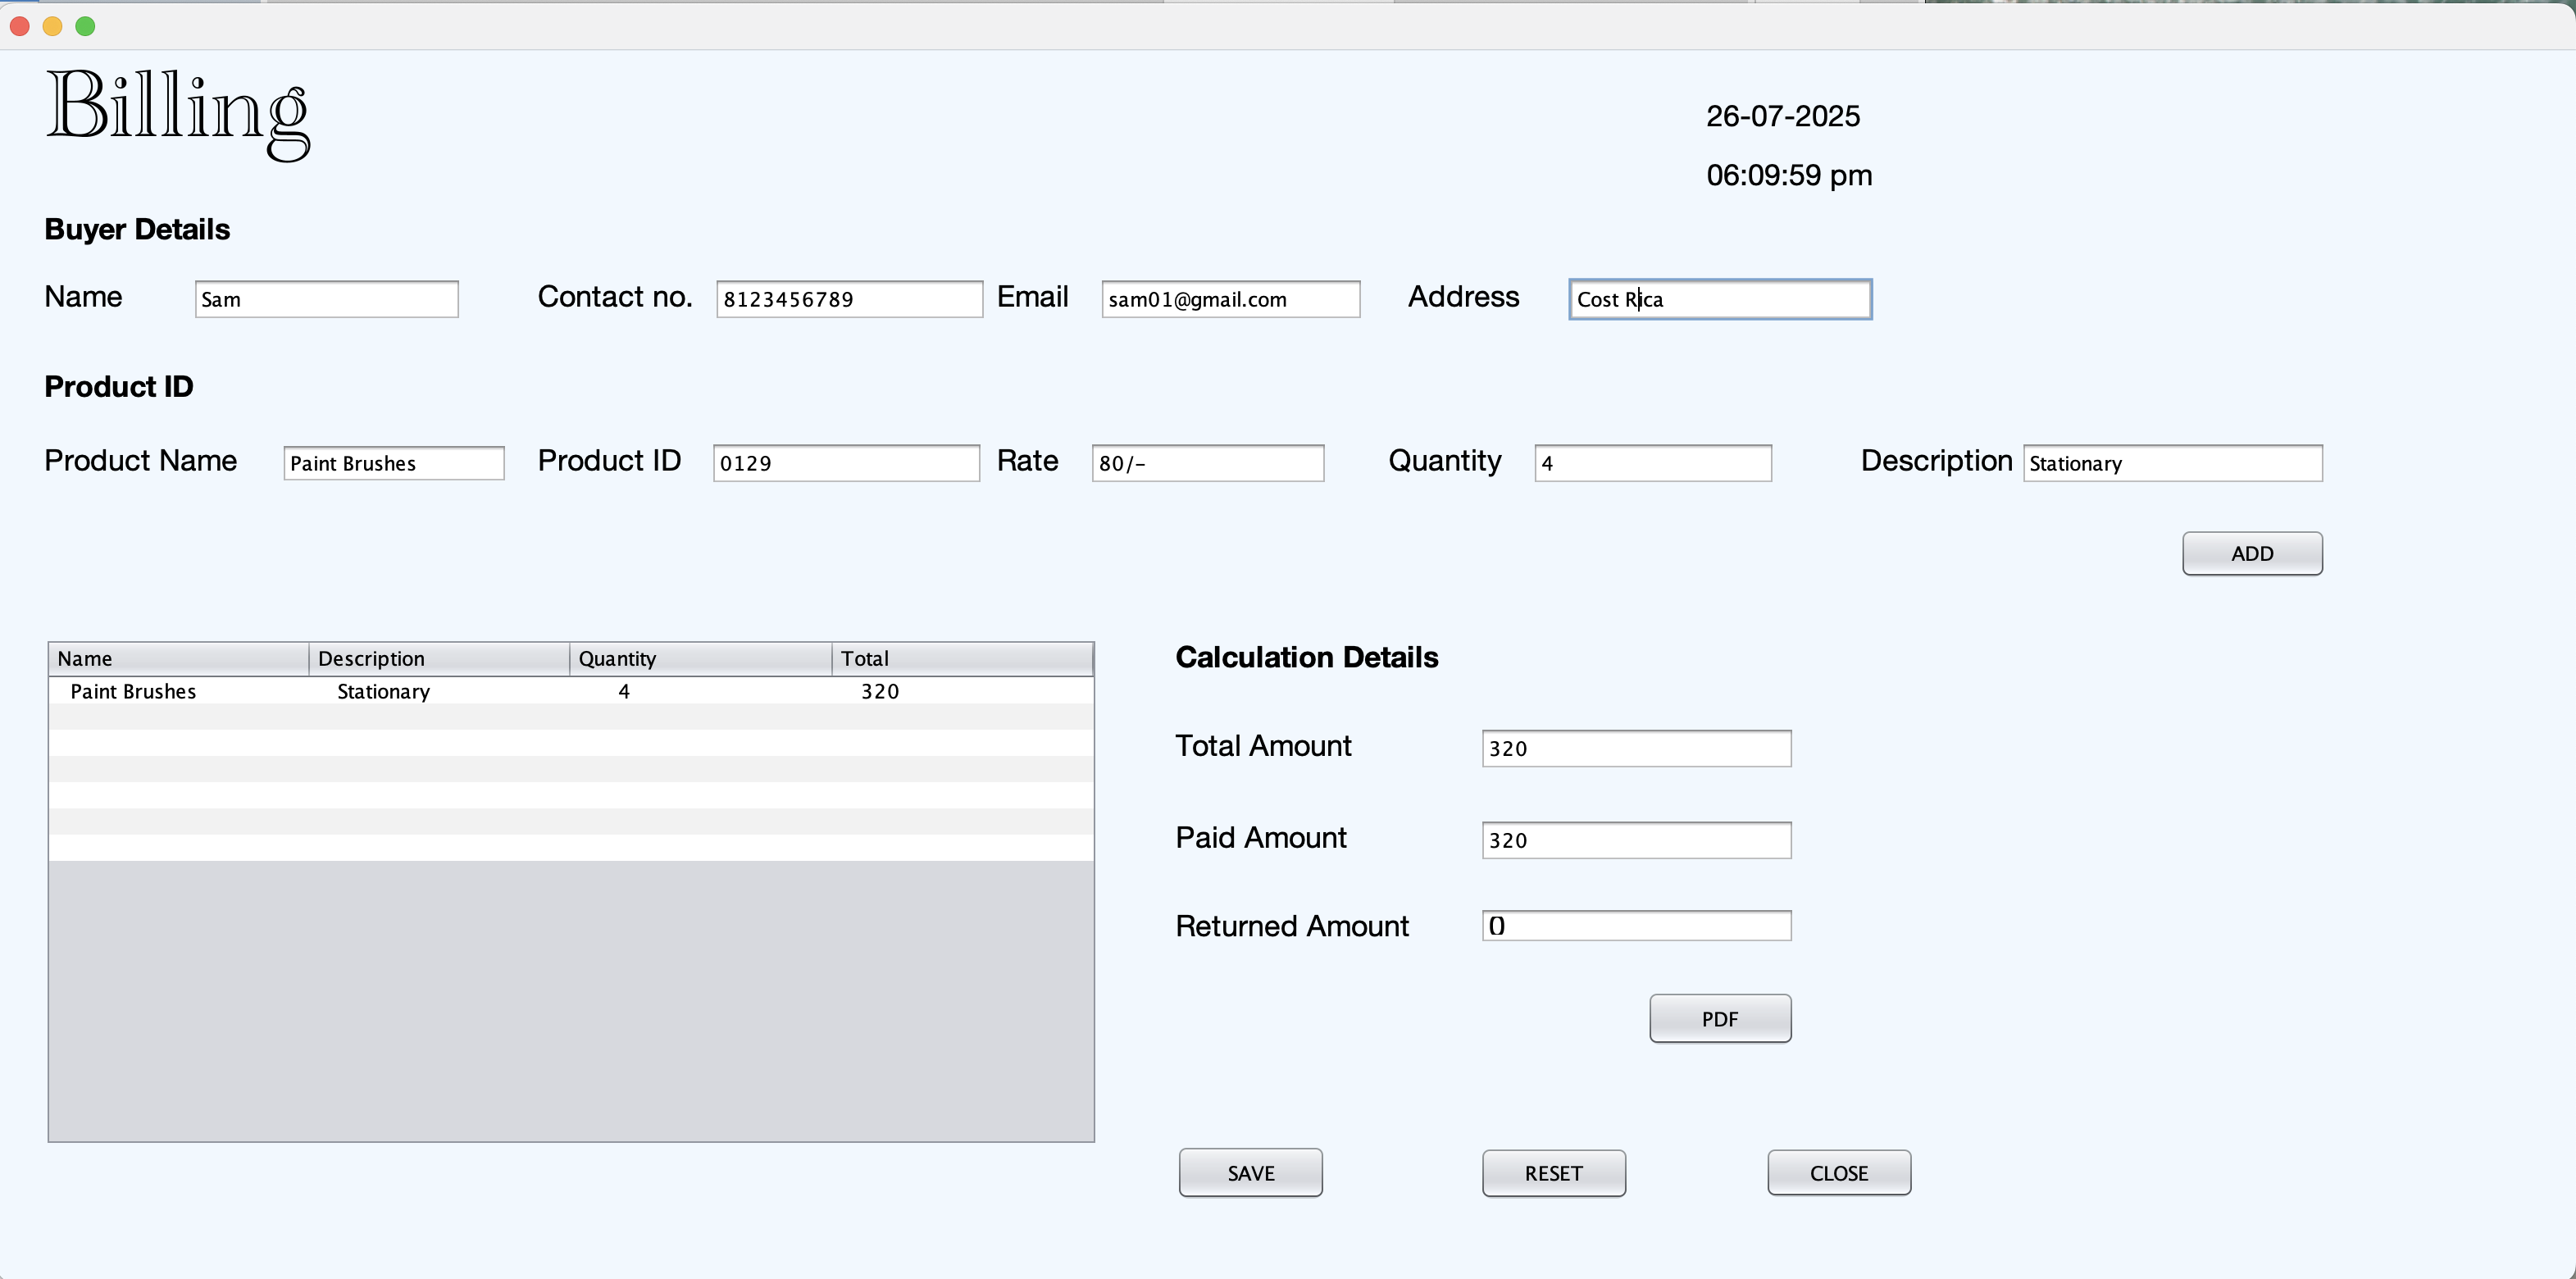 Billing
26-07-2025
06:09:59 pm
Buyer Details
Name Sam Contact no. 8123456789 Email sam01@gmail.com Address Cost Rica
Product ID
Product Name Paint Brushes Product ID 0129 Rate 80/- Quantity 4 Description Stationary
ADD
Name Description Quantity Total
Paint Brushes Stationary 4 320
Calculation Details
Total Amount 320
Paid Amount 320
Returned Amount 0
PDF
SAVE RESET CLOSE